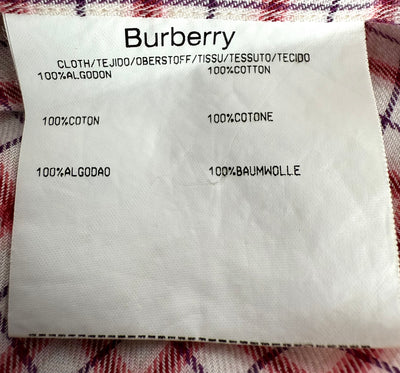 Burberry
CLOTH/TEJIDO/OBERSTOFF/TISSU/TESSUTO/TECIDO
100%ALGODON 100%COTTON
100%COTON 100%COTONE
100%ALGODAO 100%BAUMWOLLE